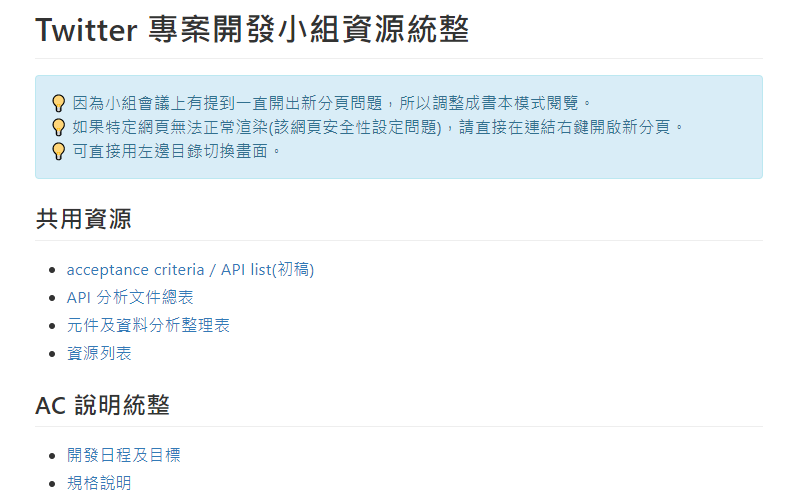 Twitter 專案開發小組資源統整
因為小組會議上有提到一直開出新分頁問題，所以調整成書本模式閱覽。
如果特定網頁無法正常渲染(該網頁安全性設定問題)，請直接在連結右鍵開啟新分頁。
可直接用左邊目錄切換畫面。
共用資源
acceptance criteria / API list(初稿)
API 分析文件總表
元件及資料分析整理表
資源列表
AC 說明統整
開發日程及目標
規格說明